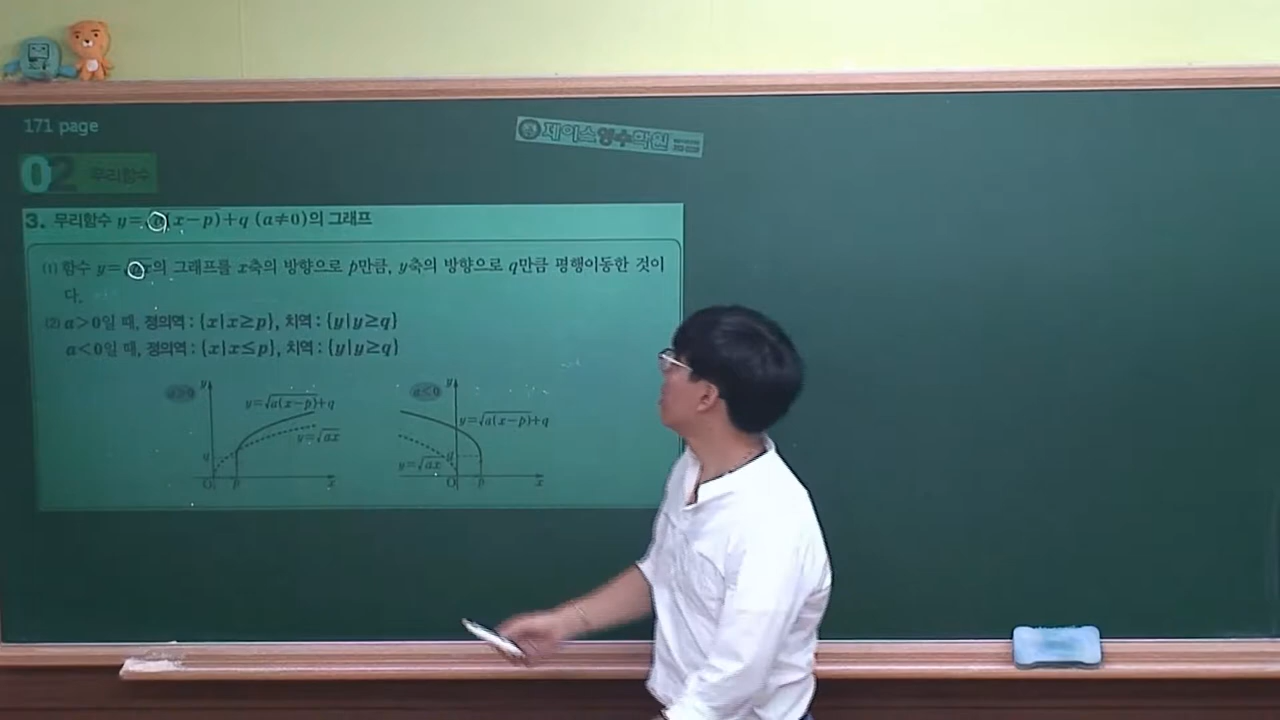 171 page
제이스영수학원
02 무리함수
3. 무리함수 y=√a(x−p)+q (a≠0)의 그래프
(1) 함수 y=√ax의 그래프를 x축의 방향으로 p만큼, y축의 방향으로 q만큼 평행이동한 것이
다.
(2) a>0일 때, 정의역 : {x|x≥p}, 치역 : {y|y≥q}
a<0일 때, 정의역 : {x|x≤p}, 치역 : {y|y≥q}
a>0 y
y=√a(x−p)+q
y=√ax
q
O p x
a<0 y
y=√a(x−p)+q
y=√ax q
O p x